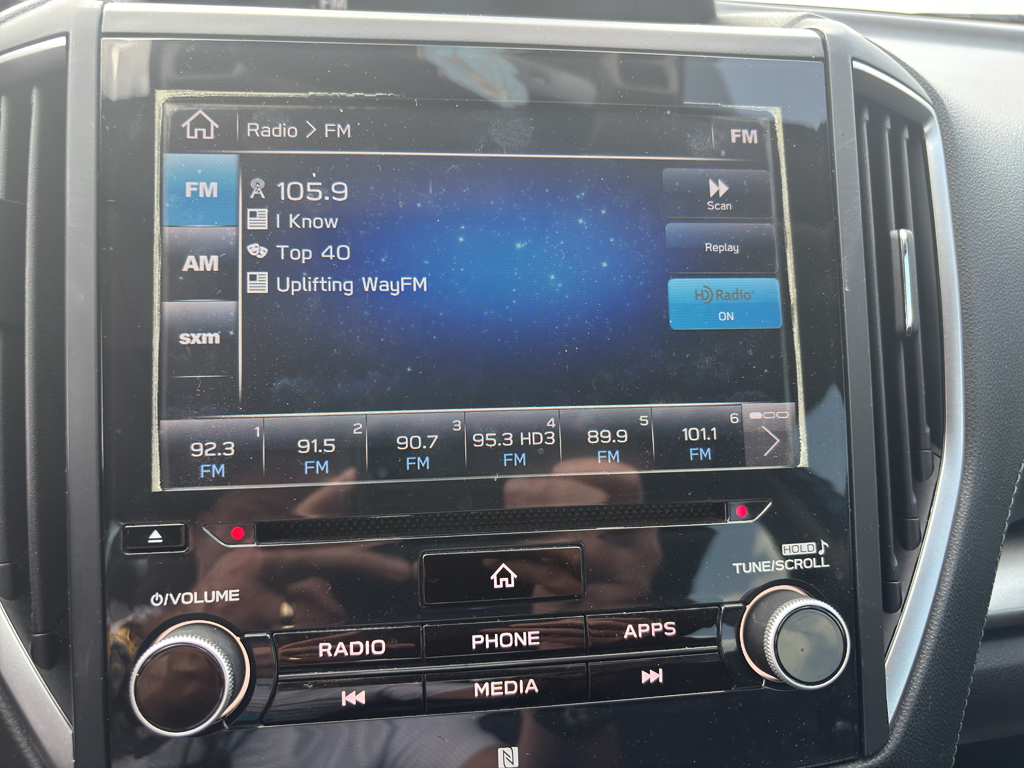 Radio > FM
FM
FM
105.9
Scan
I Know
Replay
AM
Top 40
Uplifting WayFM
HD Radio
ON
sxm
1
2
3
4
5
6
92.3
91.5
90.7
95.3 HD3
89.9
101.1
FM
FM
FM
FM
FM
FM
HOLD
TUNE/SCROLL
/VOLUME
RADIO
PHONE
APPS
MEDIA
N